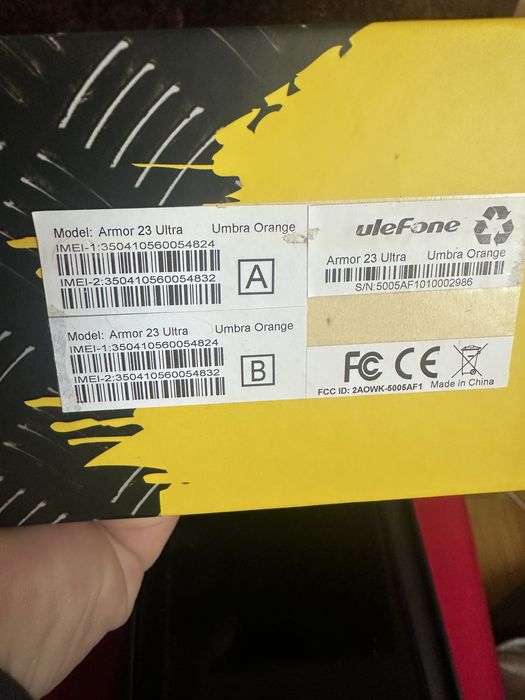 Model: Armor 23 Ultra Umbra Orange
IMEI-1:350410560054824
IMEI-2:350410560054832
A
Model: Armor 23 Ultra Umbra Orange
IMEI-1:350410560054824
IMEI-2:350410560054832
B
uleFone
Armor 23 Ultra Umbra Orange
S/N:5005AF1010002986
FC CE
FCC ID: 2AOWK-5005AF1 Made in China